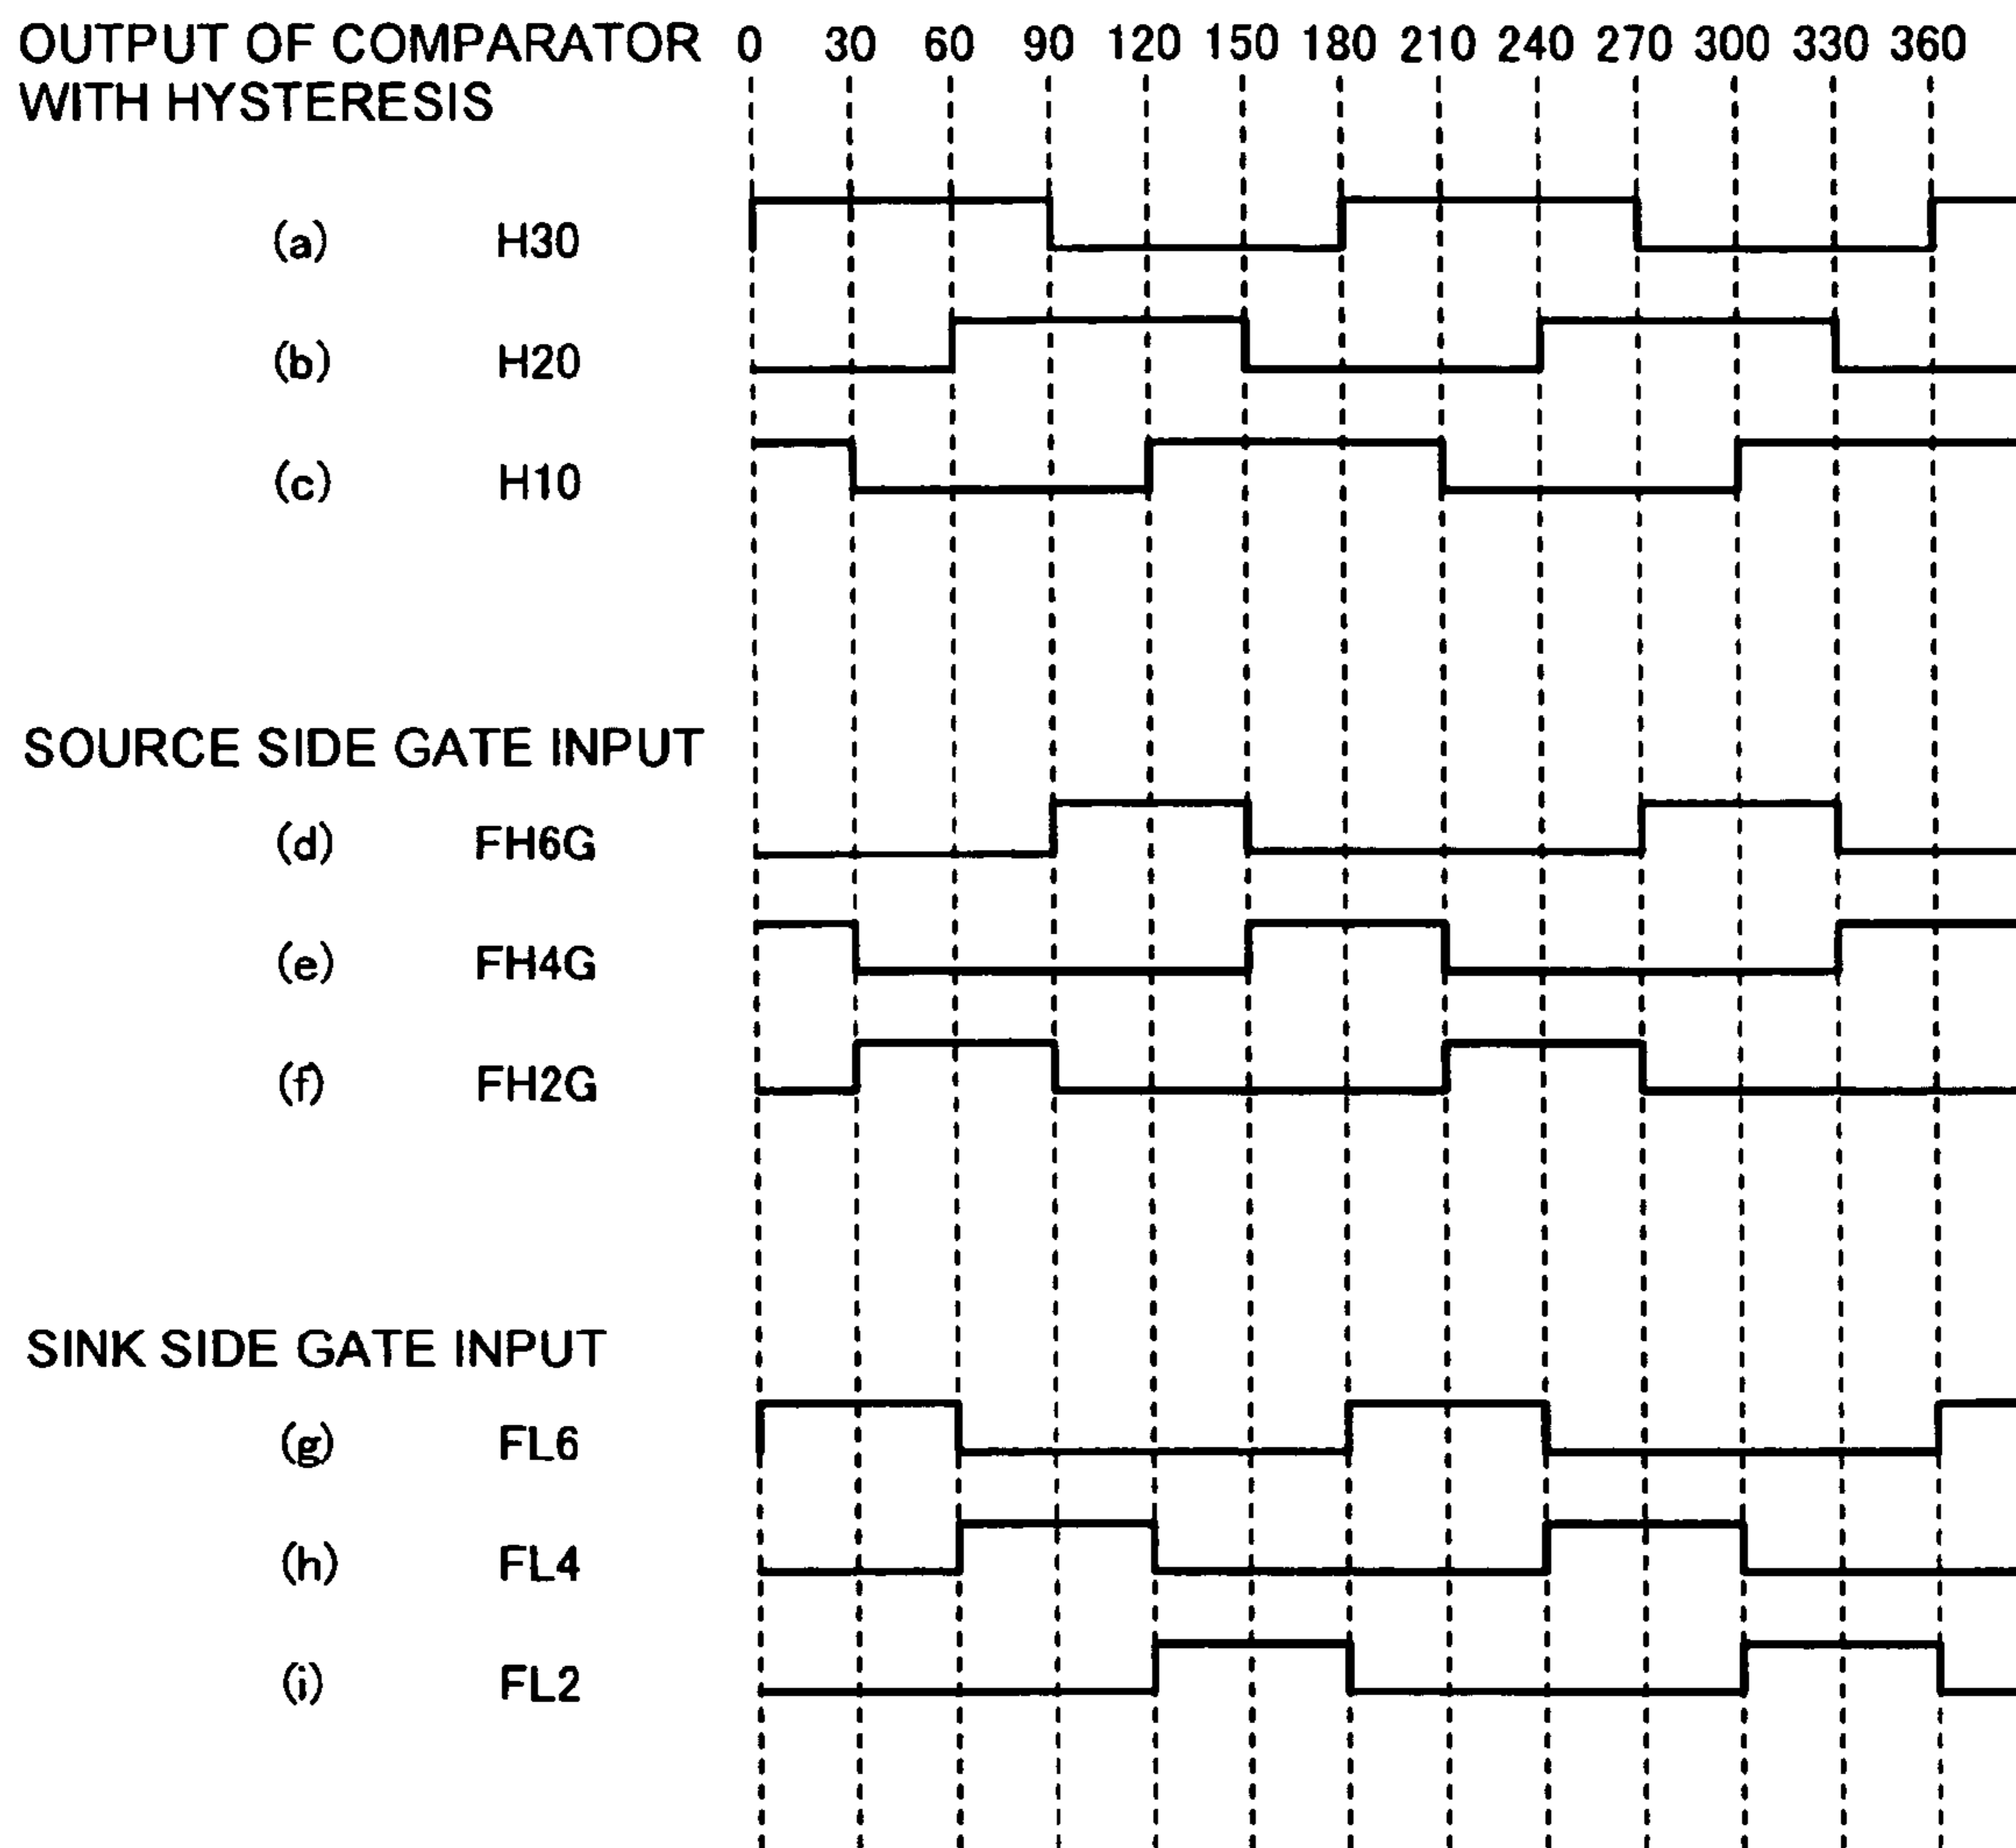 OUTPUT OF COMPARATOR 0 30 60 90 120 150 180 210 240 270 300 330 360
WITH HYSTERESIS
(a) H30
(b) H20
(c) H10
SOURCE SIDE GATE INPUT
(d) FH6G
(e) FH4G
(f) FH2G
SINK SIDE GATE INPUT
(g) FL6
(h) FL4
(i) FL2